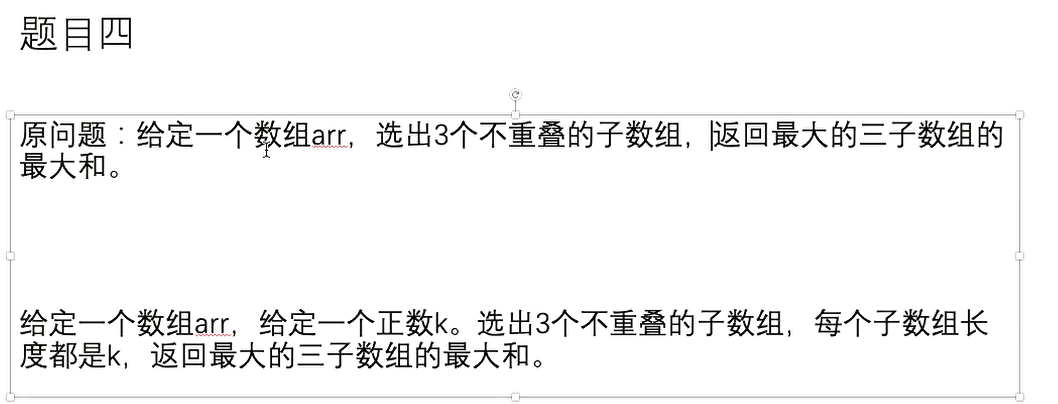 题目四
原问题：给定一个数组arr，选出3个不重叠的子数组，返回最大的三子数组的
最大和。
给定一个数组arr，给定一个正数k。选出3个不重叠的子数组，每个子数组长
度都是k，返回最大的三子数组的最大和。